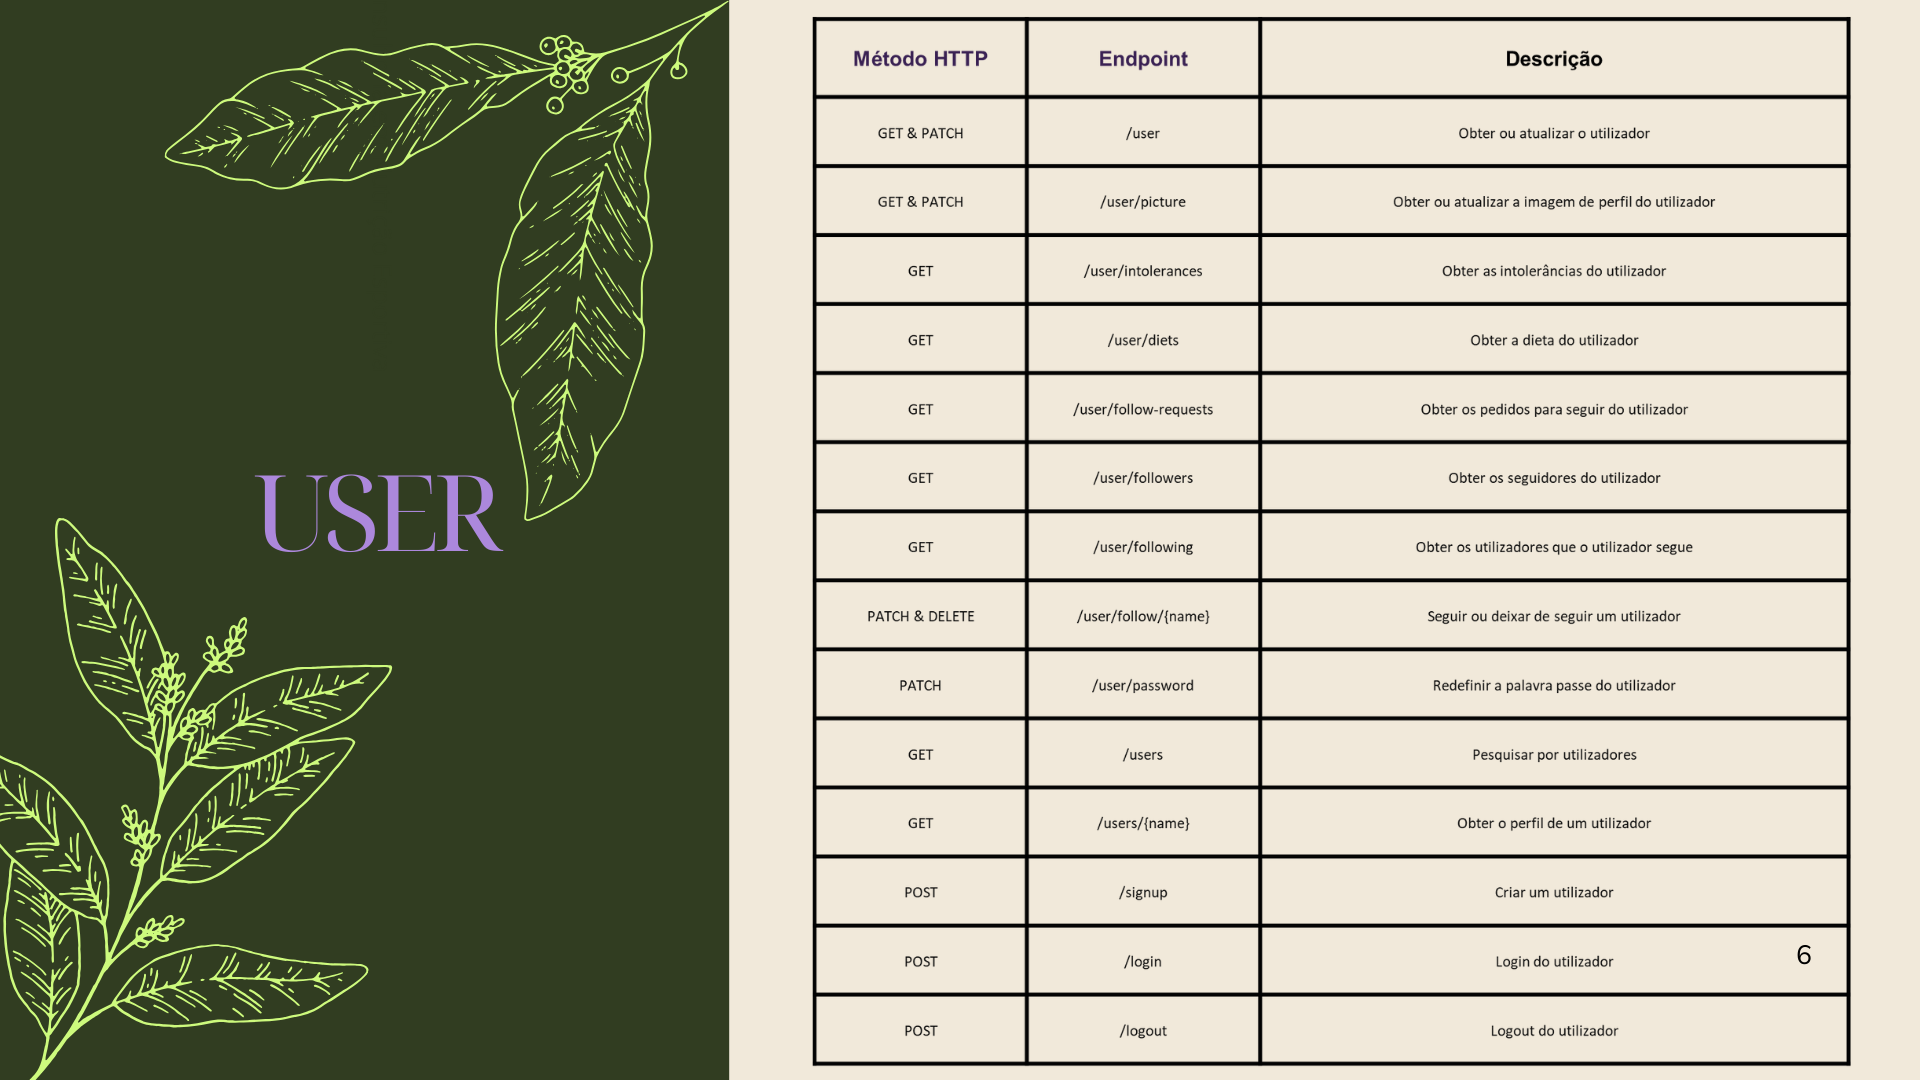 USER
Método HTTP Endpoint Descrição
GET & PATCH /user Obter ou atualizar o utilizador
GET & PATCH /user/picture Obter ou atualizar a imagem de perfil do utilizador
GET /user/intolerances Obter as intolerâncias do utilizador
GET /user/diets Obter a dieta do utilizador
GET /user/follow-requests Obter os pedidos para seguir do utilizador
GET /user/followers Obter os seguidores do utilizador
GET /user/following Obter os utilizadores que o utilizador segue
PATCH & DELETE /user/follow/{name} Seguir ou deixar de seguir um utilizador
PATCH /user/password Redefinir a palavra passe do utilizador
GET /users Pesquisar por utilizadores
GET /users/{name} Obter o perfil de um utilizador
POST /signup Criar um utilizador
POST /login Login do utilizador
6
POST /logout Logout do utilizador